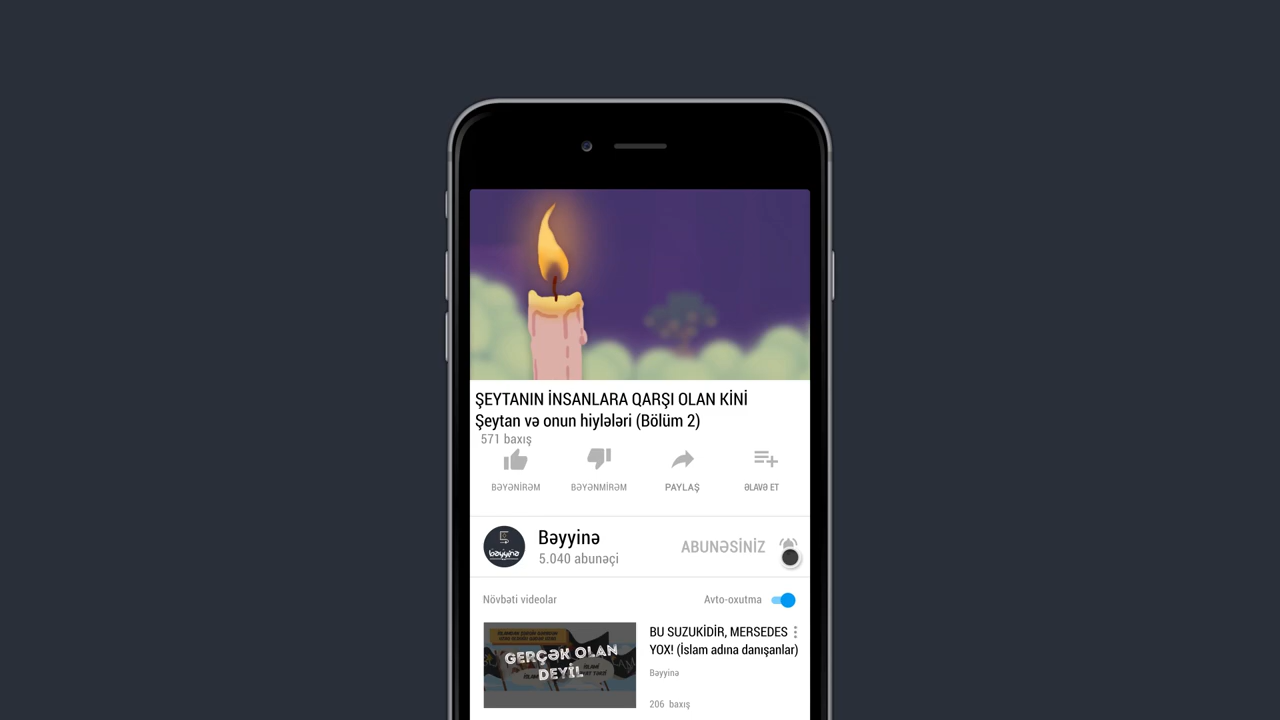 ŞEYTANIN İNSANLARA QARŞI OLAN KİNİ
Şeytan və onun hiylələri (Bölüm 2)
571 baxış
BƏYƏNİRƏM BƏYƏNMİRƏM PAYLAŞ ƏLAVƏ ET
bəyyinə
Bəyyinə
5.040 abunəçi
ABUNƏSİNİZ
Növbəti videolar
Avto-oxutma
GERÇƏK OLAN
DEYİL
BU SUZUKİDİR, MERSEDES
YOX! (İslam adına danışanlar)
Bəyyinə
206 baxış